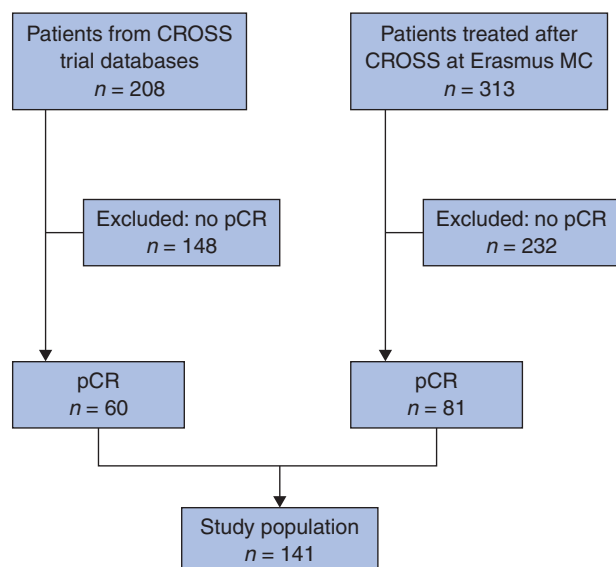 Patients from CROSS
trial databases
n = 208
Patients treated after
CROSS at Erasmus MC
n = 313
Excluded: no pCR
n = 148
Excluded: no pCR
n = 232
pCR
n = 60
pCR
n = 81
Study population
n = 141